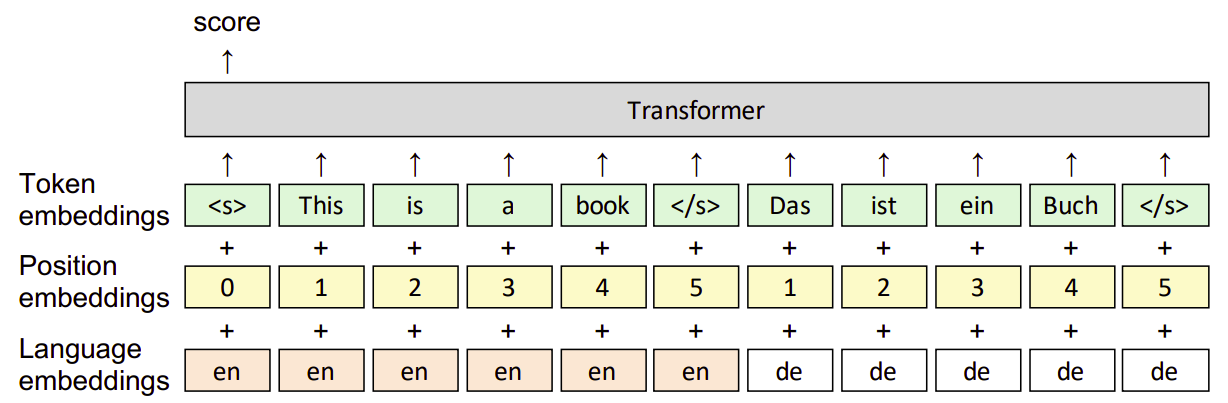 score
↑
Transformer
↑ ↑ ↑ ↑ ↑ ↑ ↑ ↑ ↑ ↑ ↑
Token
embeddings
<s> This is a book </s> Das ist ein Buch </s>
+ + + + + + + + + + +
Position
embeddings
0 1 2 3 4 5 1 2 3 4 5
+ + + + + + + + + + +
Language
embeddings
en en en en en en de de de de de